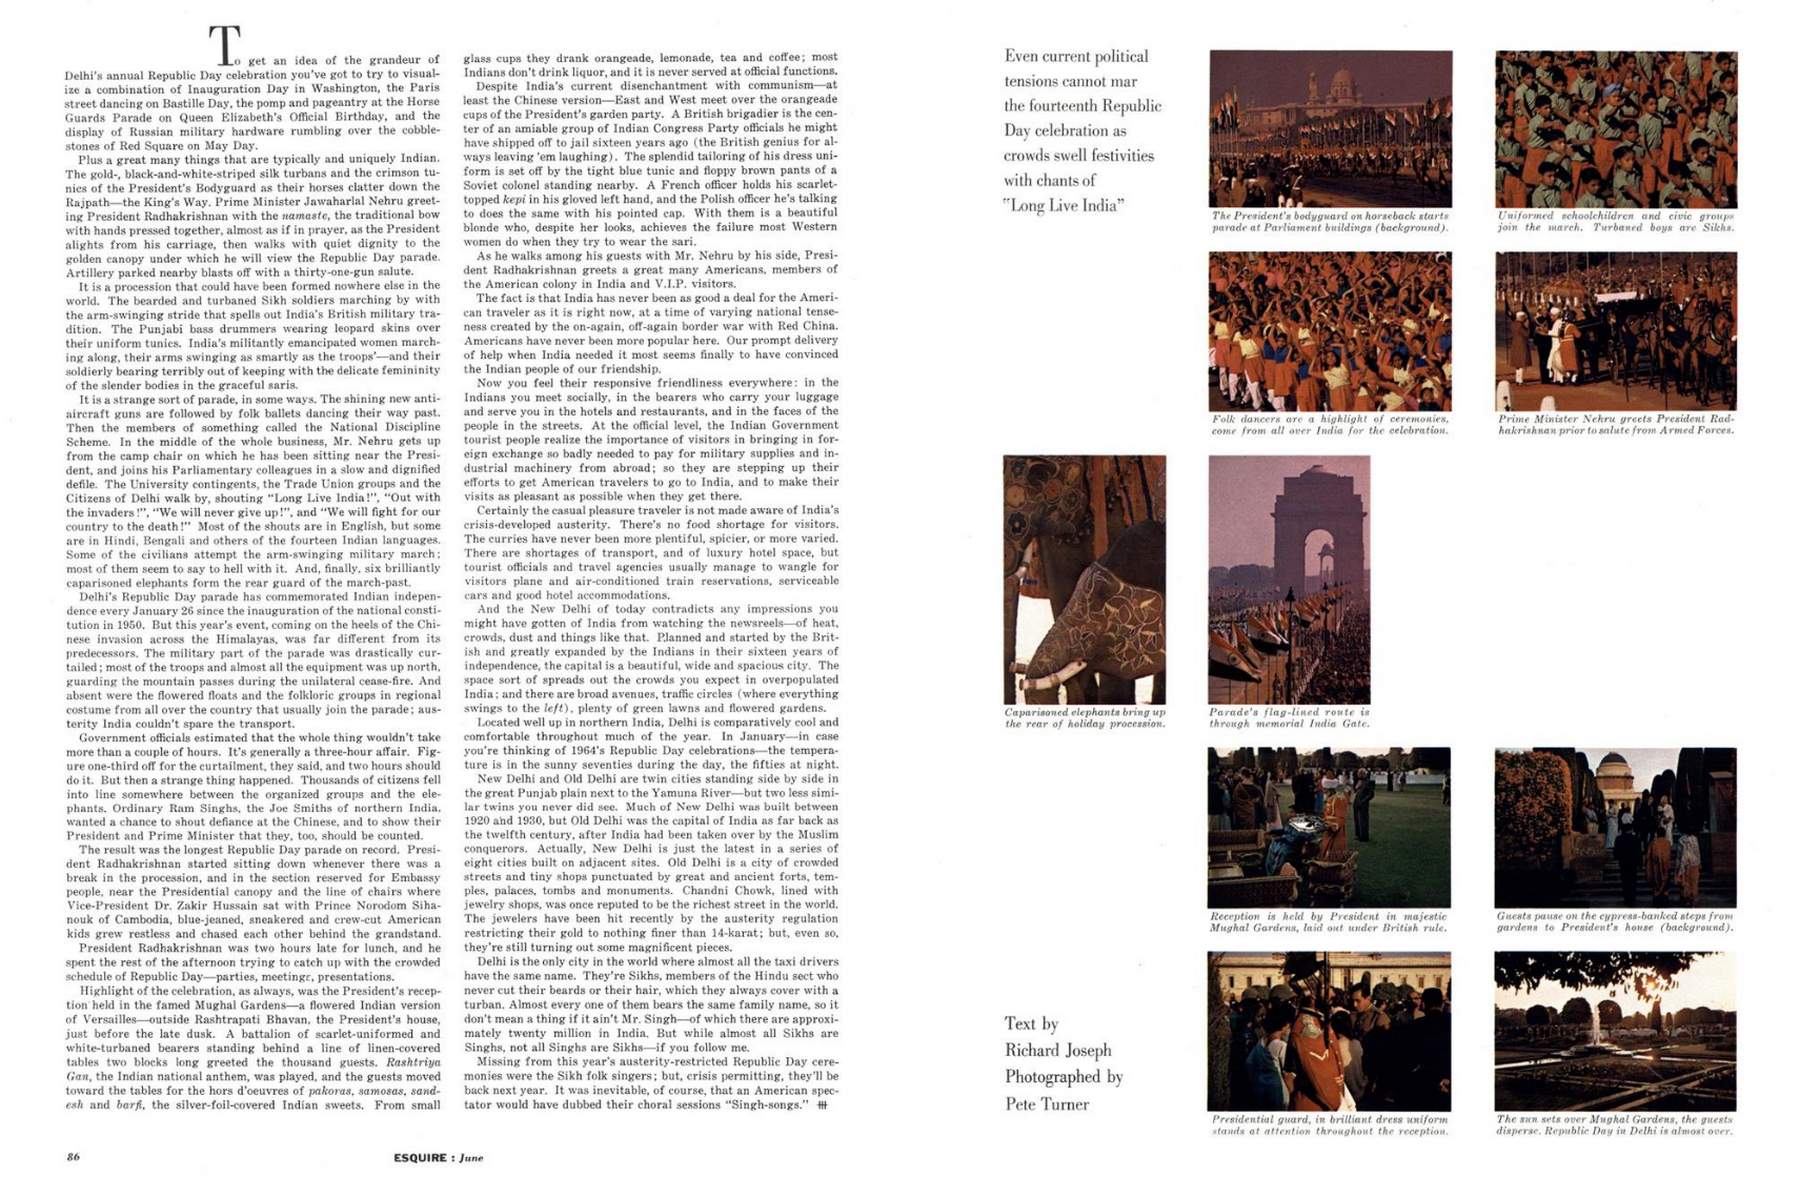 To get an idea of the grandeur of
Delhi's annual Republic Day celebration you've got to try to visual-
ize a combination of Inauguration Day in Washington, the Paris
street dancing on Bastille Day, the pomp and pageantry at the Horse
Guards Parade on Queen Elizabeth's Official Birthday, and the
display of Russian military hardware rumbling over the cobble-
stones of Red Square on May Day.
Plus a great many things that are typically and uniquely Indian.
The gold-, black-and-white-striped silk turbans and the crimson tu-
nics of the President's Bodyguard as their horses clatter down the
Rajpath—the King's Way. Prime Minister Jawaharlal Nehru greet-
ing President Radhakrishnan with the namaste, the traditional bow
with hands pressed together, almost as if in prayer, as the President
alights from his carriage, then walks with quiet dignity to the
golden canopy under which he will view the Republic Day parade.
Artillery parked nearby blasts off with a thirty-one-gun salute.
It is a procession that could have been formed nowhere else in the
world. The bearded and turbaned Sikh soldiers marching by with
the arm-swinging stride that spells out India's British military tra-
dition. The Punjabi bass drummers wearing leopard skins over
their uniform tunics. India's militantly emancipated women march-
ing along, their arms swinging as smartly as the troops'—and their
soldierly bearing terribly out of keeping with the delicate femininity
of the slender bodies in the graceful saris.
It is a strange sort of parade, in some ways. The shining new anti-
aircraft guns are followed by folk ballets dancing their way past.
Then the members of something called the National Discipline
Scheme. In the middle of the whole business, Mr. Nehru gets up
from the camp chair on which he has been sitting near the Presi-
dent, and joins his Parliamentary colleagues in a slow and dignified
defile. The University contingents, the Trade Union groups and the
Citizens of Delhi walk by, shouting "Long Live India!", "Out with
the invaders!", "We will never give up!", and "We will fight for our
country to the death!" Most of the shouts are in English, but some
are in Hindi, Bengali and others of the fourteen Indian languages.
Some of the civilians attempt the arm-swinging military march;
most of them seem to say to hell with it. And, finally, six brilliantly
caparisoned elephants form the rear guard of the march-past.
Delhi's Republic Day parade has commemorated Indian indepen-
dence every January 26 since the inauguration of the national consti-
tution in 1950. But this year's event, coming on the heels of the Chi-
nese invasion across the Himalayas, was far different from its
predecessors. The military part of the parade was drastically cur-
tailed; most of the troops and almost all the equipment was up north,
guarding the mountain passes during the unilateral cease-fire. And
absent were the flowered floats and the folkloric groups in regional
costume from all over the country that usually join the parade; aus-
terity India couldn't spare the transport.
Government officials estimated that the whole thing wouldn't take
more than a couple of hours. It's generally a three-hour affair. Fig-
ure one-third off for the curtailment, they said, and two hours should
do it. But then a strange thing happened. Thousands of citizens fell
into line somewhere between the organized groups and the ele-
phants. Ordinary Ram Singhs, the Joe Smiths of northern India,
wanted a chance to shout defiance at the Chinese, and to show their
President and Prime Minister that they, too, should be counted.
The result was the longest Republic Day parade on record. Presi-
dent Radhakrishnan started sitting down whenever there was a
break in the procession, and in the section reserved for Embassy
people, near the Presidential canopy and the line of chairs where
Vice-President Dr. Zakir Hussain sat with Prince Norodom Siha-
nouk of Cambodia, blue-jeaned, sneakered and crew-cut American
kids grew restless and chased each other behind the grandstand.
President Radhakrishnan was two hours late for lunch, and he
spent the rest of the afternoon trying to catch up with the crowded
schedule of Republic Day—parties, meetings, presentations.
Highlight of the celebration, as always, was the President's recep-
tion held in the famed Mughal Gardens—a flowered Indian version
of Versailles—outside Rashtrapati Bhavan, the President's house,
just before the late dusk. A battalion of scarlet-uniformed and
white-turbaned bearers standing behind a line of linen-covered
tables two blocks long greeted the thousand guests. Rashtriya
Gan, the Indian national anthem, was played, and the guests moved
toward the tables for the hors d'oeuvres of pakoras, samosas, sand-
esh and barfi, the silver-foil-covered Indian sweets. From small
glass cups they drank orangeade, lemonade, tea and coffee; most
Indians don't drink liquor, and it is never served at official functions.
Despite India's current disenchantment with communism—at
least the Chinese version—East and West meet over the orangeade
cups of the President's garden party. A British brigadier is the cen-
ter of an amiable group of Indian Congress Party officials he might
have shipped off to jail sixteen years ago (the British genius for al-
ways leaving 'em laughing). The splendid tailoring of his dress uni-
form is set off by the tight blue tunic and floppy brown pants of a
Soviet colonel standing nearby. A French officer holds his scarlet-
topped kepi in his gloved left hand, and the Polish officer he's talking
to does the same with his pointed cap. With them is a beautiful
blonde who, despite her looks, achieves the failure most Western
women do when they try to wear the sari.
As he walks among his guests with Mr. Nehru by his side, Presi-
dent Radhakrishnan greets a great many Americans, members of
the American colony in India and V.I.P. visitors.
The fact is that India has never been as good a deal for the Ameri-
can traveler as it is right now, at a time of varying national tense-
ness created by the on-again, off-again border war with Red China.
Americans have never been more popular here. Our prompt delivery
of help when India needed it most seems finally to have convinced
the Indian people of our friendship.
Now you feel their responsive friendliness everywhere: in the
Indians you meet socially, in the bearers who carry your luggage
and serve you in the hotels and restaurants, and in the faces of the
people in the streets. At the official level, the Indian Government
tourist people realize the importance of visitors in bringing in for-
eign exchange so badly needed to pay for military supplies and in-
dustrial machinery from abroad; so they are stepping up their
efforts to get American travelers to go to India, and to make their
visits as pleasant as possible when they get there.
Certainly the casual pleasure traveler is not made aware of India's
crisis-developed austerity. There's no food shortage for visitors.
The curries have never been more plentiful, spicier, or more varied.
There are shortages of transport, and of luxury hotel space, but
tourist officials and travel agencies usually manage to wangle for
visitors plane and air-conditioned train reservations, serviceable
cars and good hotel accommodations.
And the New Delhi of today contradicts any impressions you
might have gotten of India from watching the newsreels—of heat,
crowds, dust and things like that. Planned and started by the Brit-
ish and greatly expanded by the Indians in their sixteen years of
independence, the capital is a beautiful, wide and spacious city. The
space sort of spreads out the crowds you expect in overpopulated
India; and there are broad avenues, traffic circles (where everything
swings to the left), plenty of green lawns and flowered gardens.
Located well up in northern India, Delhi is comparatively cool and
comfortable throughout much of the year. In January—in case
you're thinking of 1964's Republic Day celebrations—the tempera-
ture is in the sunny seventies during the day, the fifties at night.
New Delhi and Old Delhi are twin cities standing side by side in
the great Punjab plain next to the Yamuna River—but two less simi-
lar twins you never did see. Much of New Delhi was built between
1920 and 1930, but Old Delhi was the capital of India as far back as
the twelfth century, after India had been taken over by the Muslim
conquerors. Actually, New Delhi is just the latest in a series of
eight cities built on adjacent sites. Old Delhi is a city of crowded
streets and tiny shops punctuated by great and ancient forts, tem-
ples, palaces, tombs and monuments. Chandni Chowk, lined with
jewelry shops, was once reputed to be the richest street in the world.
The jewelers have been hit recently by the austerity regulation
restricting their gold to nothing finer than 14-karat; but, even so,
they're still turning out some magnificent pieces.
Delhi is the only city in the world where almost all the taxi drivers
have the same name. They're Sikhs, members of the Hindu sect who
never cut their beards or their hair, which they always cover with a
turban. Almost every one of them bears the same family name, so it
don't mean a thing if it ain't Mr. Singh—of which there are approxi-
mately twenty million in India. But while almost all Sikhs are
Singhs, not all Singhs are Sikhs—if you follow me.
Missing from this year's austerity-restricted Republic Day cere-
monies were the Sikh folk singers; but, crisis permitting, they'll be
back next year. It was inevitable, of course, that an American spec-
tator would have dubbed their choral sessions "Singh-songs."
86
ESQUIRE : June
Even current political
tensions cannot mar
the fourteenth Republic
Day celebration as
crowds swell festivities
with chants of
"Long Live India"
The President's bodyguard on horseback starts
parade at Parliament buildings (background).
Uniformed schoolchildren and civic groups
join the march. Turbaned boys are Sikhs.
Folk dancers are a highlight of ceremonies,
come from all over India for the celebration.
Prime Minister Nehru greets President Rad-
hakrishnan prior to salute from Armed Forces.
Caparisoned elephants bring up
the rear of holiday procession.
Parade's flag-lined route is
through memorial India Gate.
Reception is held by President in majestic
Mughal Gardens, laid out under British rule.
Guests pause on the cypress-banked steps from
gardens to President's house (background).
Text by
Richard Joseph
Photographed by
Pete Turner
Presidential guard, in brilliant dress uniform
stands at attention throughout the reception.
The sun sets over Mughal Gardens, the guests
disperse. Republic Day in Delhi is almost over.